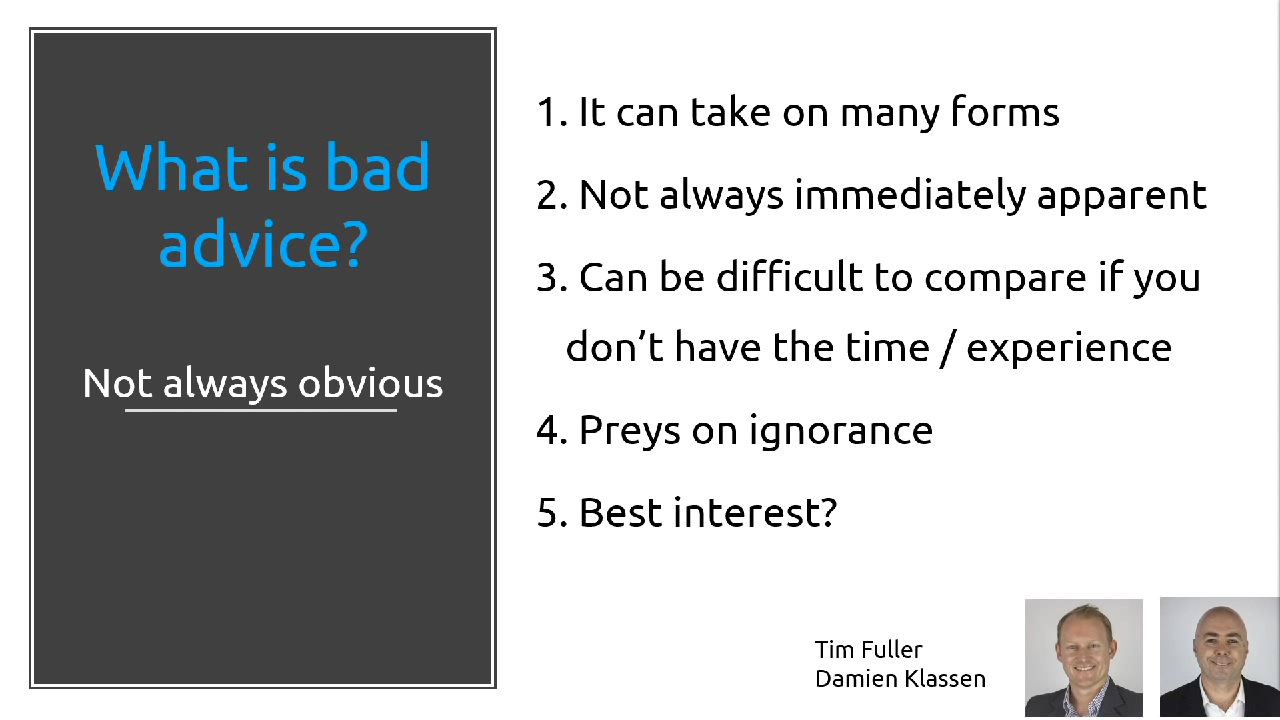 What is bad
advice?
Not always obvious
1. It can take on many forms
2. Not always immediately apparent
3. Can be difficult to compare if you
don’t have the time / experience
4. Preys on ignorance
5. Best interest?
Tim Fuller
Damien Klassen